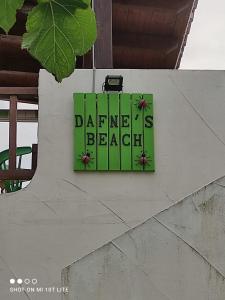 DAFNE'S
BEACH
SHOT ON MI 10T LITE